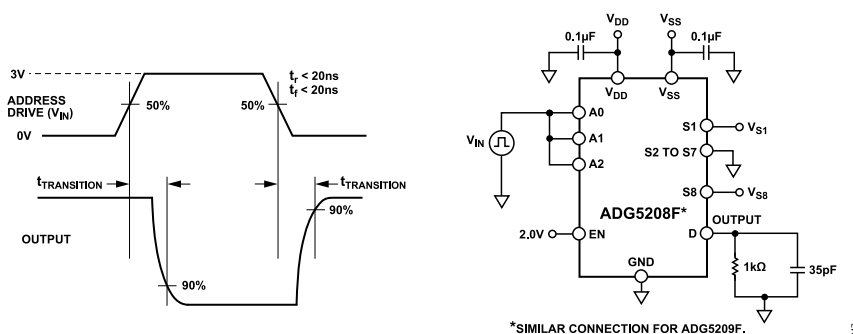 3V
ADDRESS
DRIVE (VIN)
0V
50%
50%
tr < 20ns
tf < 20ns
tTRANSITION
tTRANSITION
OUTPUT
90%
90%
VDD
VSS
0.1µF
0.1µF
VDD
VSS
A0
A1
A2
VIN
S1
VS1
S2 TO S7
S8
VS8
ADG5208F*
OUTPUT
2.0V
EN
D
GND
1kΩ
35pF
*SIMILAR CONNECTION FOR ADG5209F.